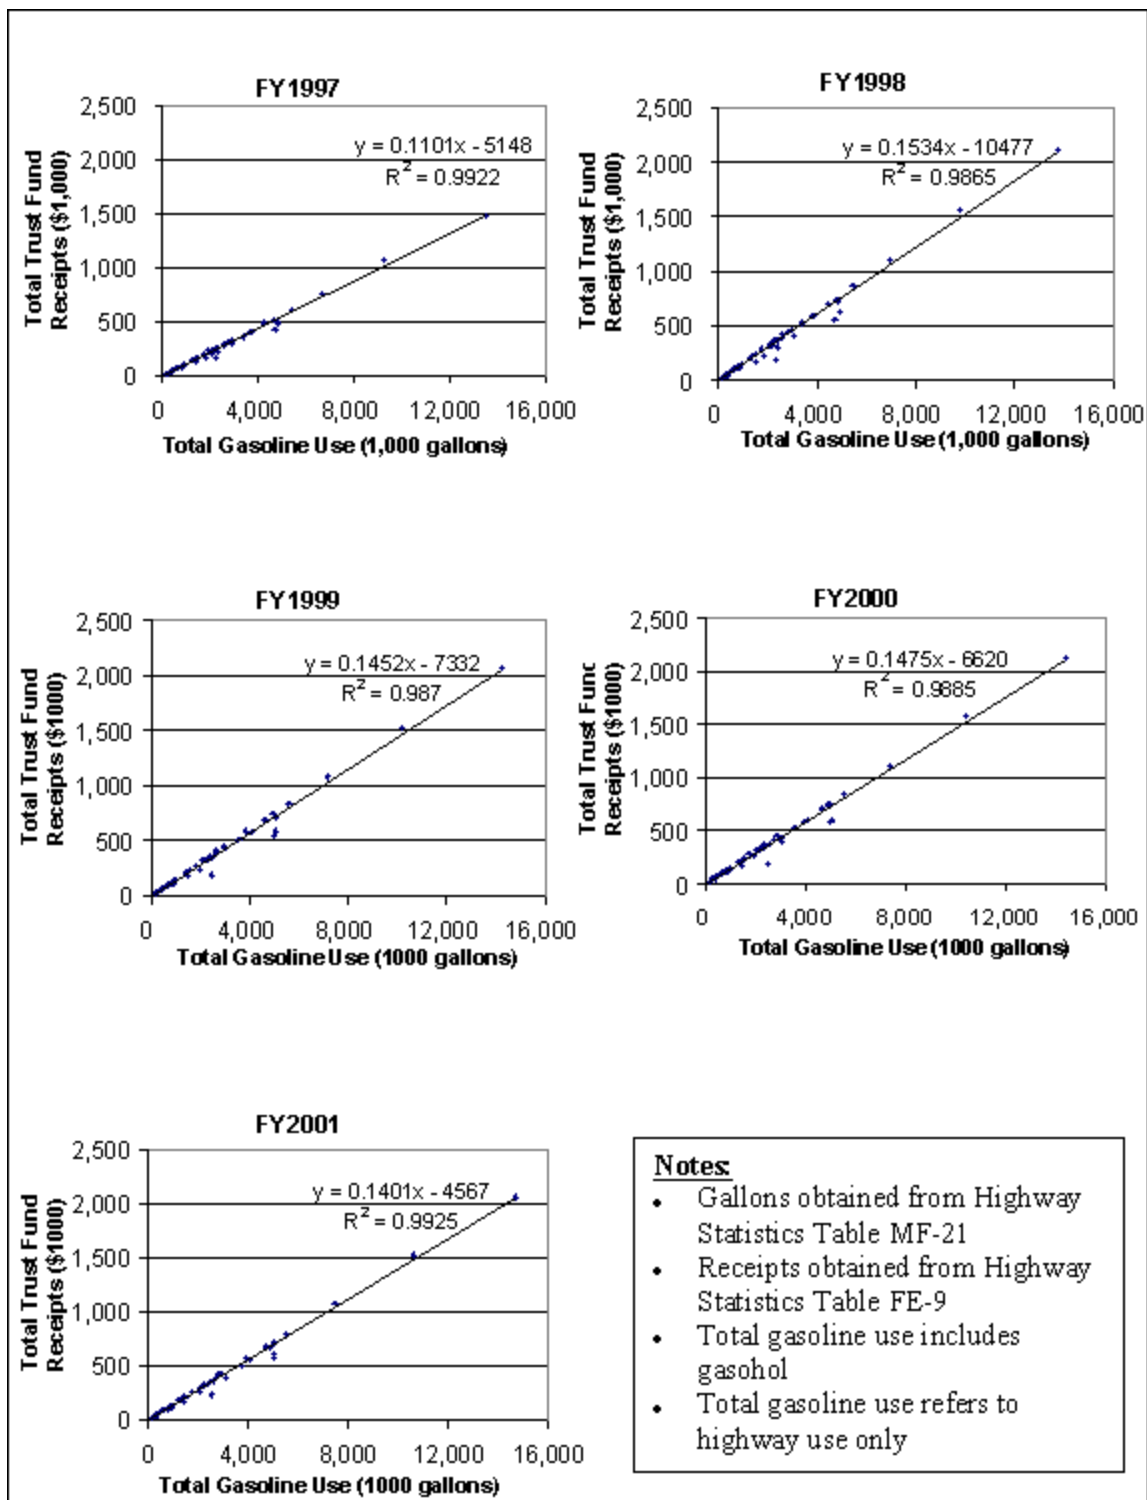 FY1997
Total Trust Fund
Receipts ($1,000)
2,500
2,000
1,500
1,000
500
0
y = 0.1101x - 5148
R² = 0.9922
0 4,000 8,000 12,000 16,000
Total Gasoline Use (1,000 gallons)
FY1998
Total Trust Fund
Receipts ($1,000)
2,500
2,000
1,500
1,000
500
0
y = 0.1534x - 10477
R² = 0.9865
0 4,000 8,000 12,000 16,000
Total Gasoline Use (1,000 gallons)
FY1999
Total Trust Fund
Receipts ($1000)
2,500
2,000
1,500
1,000
500
0
y = 0.1452x - 7332
R² = 0.987
0 4,000 8,000 12,000 16,000
Total Gasoline Use (1000 gallons)
FY2000
Total Trust Func
Receipts ($1000)
2,500
2,000
1,500
1,000
500
0
y = 0.1475x - 6620
R² = 0.9885
0 4,000 8,000 12,000 16,000
Total Gasoline Use (1000 gallons)
FY2001
Total Trust Fund
Receipts ($1000)
2,500
2,000
1,500
1,000
500
0
y = 0.1401x - 4567
R² = 0.9925
0 4,000 8,000 12,000 16,000
Total Gasoline Use (1000 gallons)
Notes:
• Gallons obtained from Highway
Statistics Table MF-21
• Receipts obtained from Highway
Statistics Table FE-9
• Total gasoline use includes
gasohol
• Total gasoline use refers to
highway use only